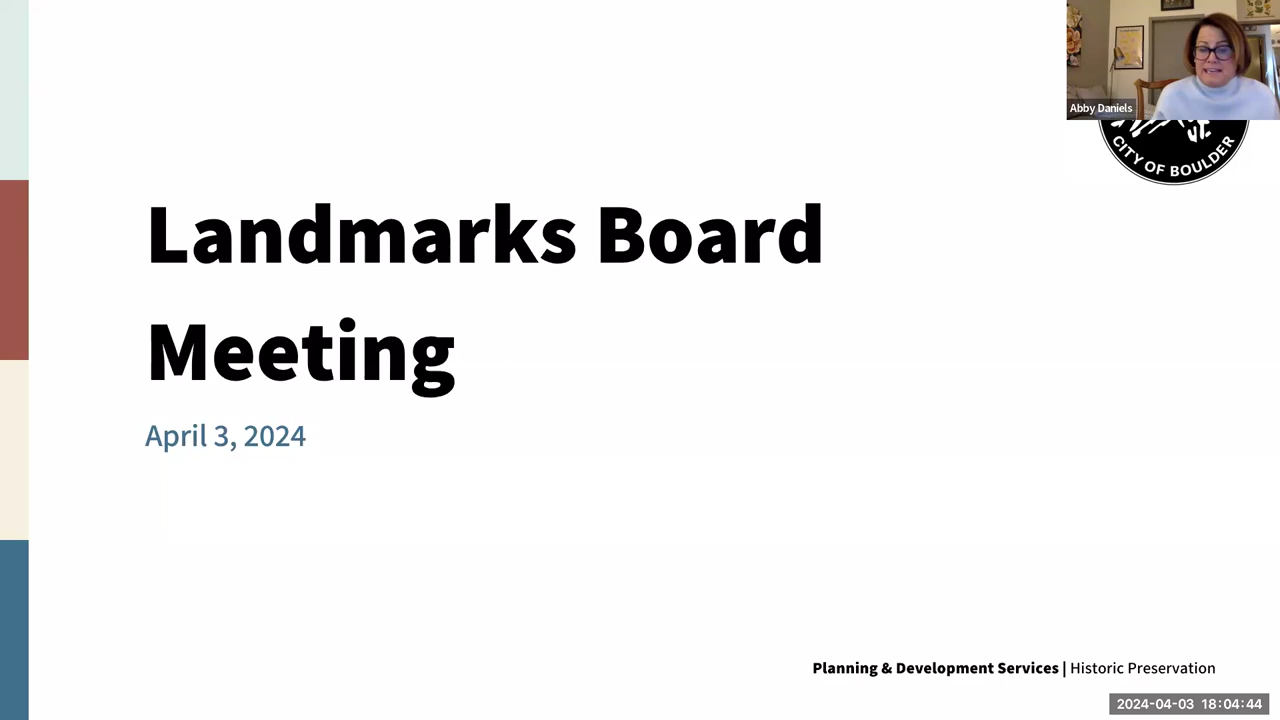 Abby Daniels
CITY OF BOULDER
Landmarks Board
Meeting
April 3, 2024
Planning & Development Services | Historic Preservation
2024-04-03 18:04:44